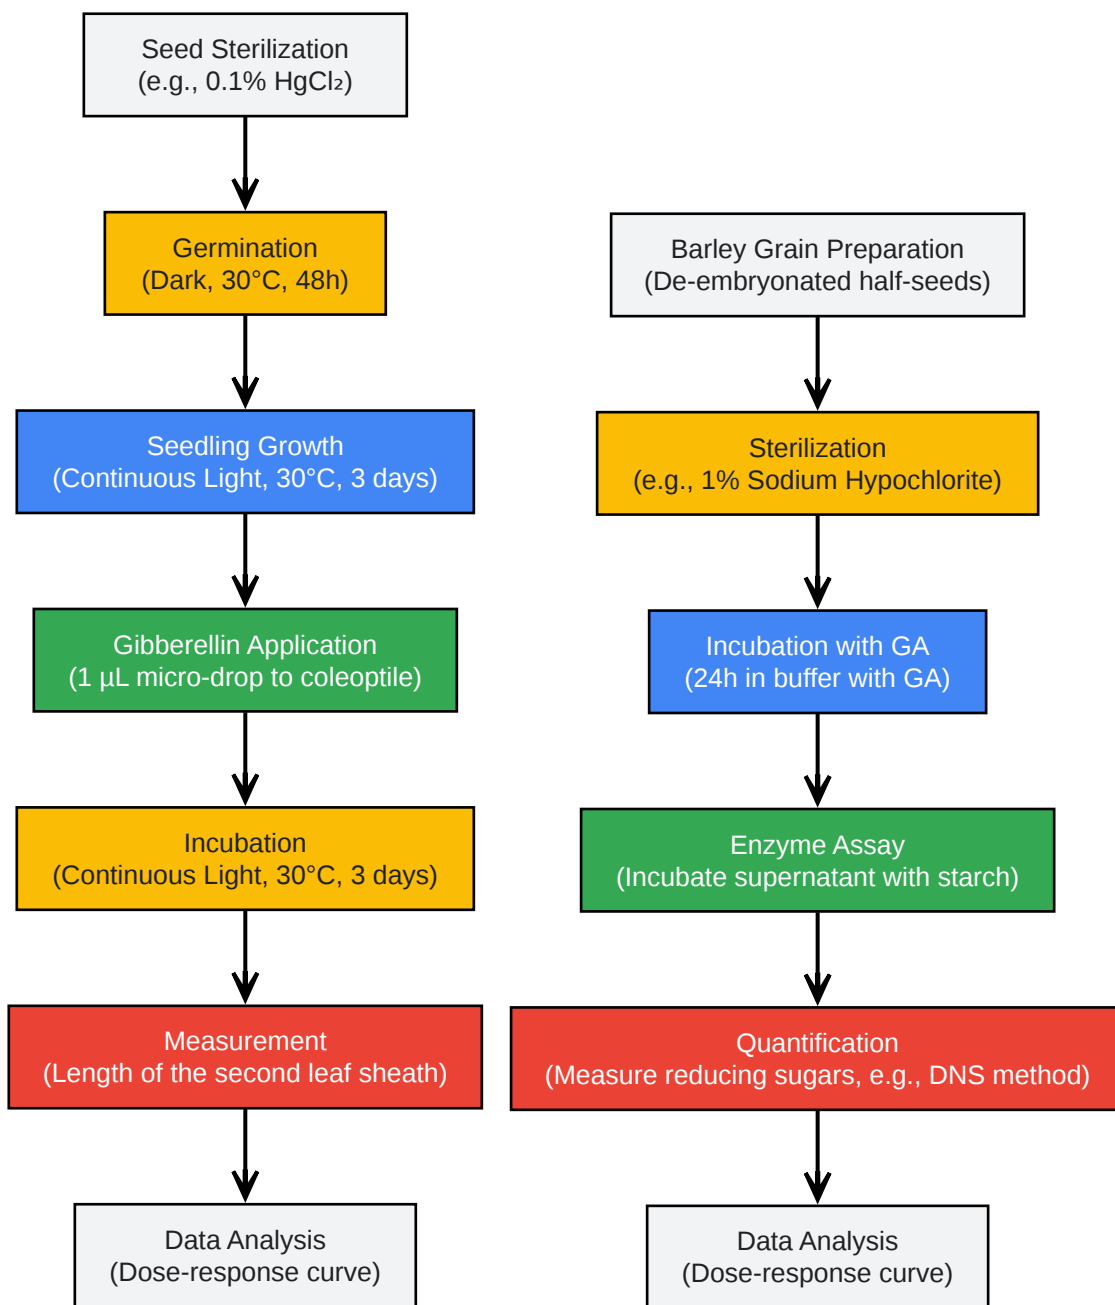 Seed Sterilization
(e.g., 0.1% HgCl₂)
Germination
(Dark, 30°C, 48h)
Seedling Growth
(Continuous Light, 30°C, 3 days)
Gibberellin Application
(1 µL micro-drop to coleoptile)
Incubation
(Continuous Light, 30°C, 3 days)
Measurement
(Length of the second leaf sheath)
Data Analysis
(Dose-response curve)
Barley Grain Preparation
(De-embryonated half-seeds)
Sterilization
(e.g., 1% Sodium Hypochlorite)
Incubation with GA
(24h in buffer with GA)
Enzyme Assay
(Incubate supernatant with starch)
Quantification
(Measure reducing sugars, e.g., DNS method)
Data Analysis
(Dose-response curve)